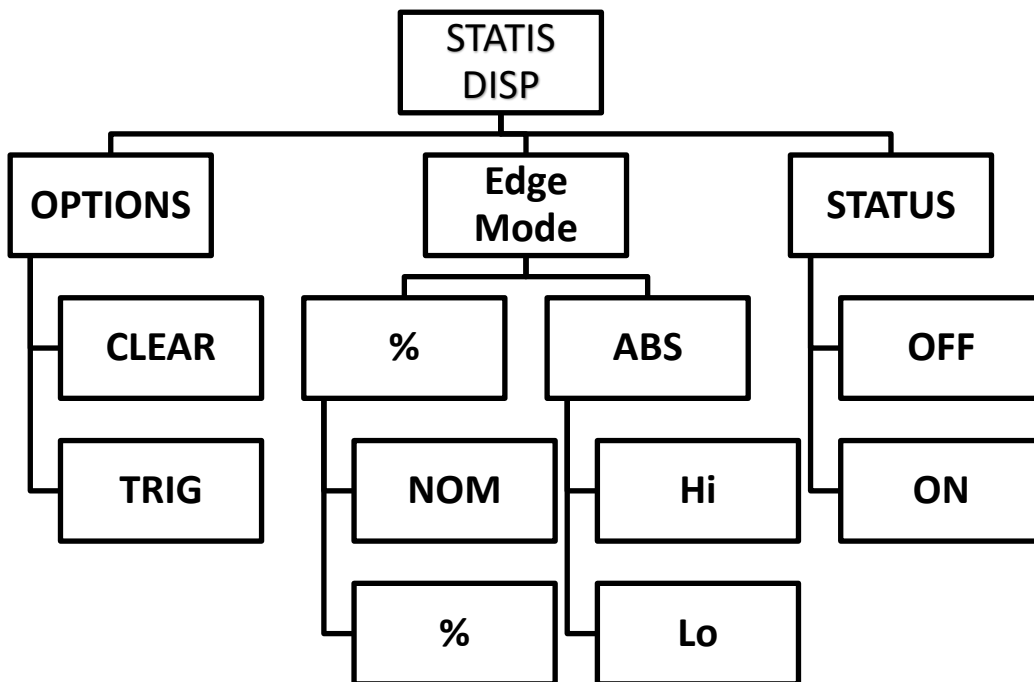 STATIS
DISP
OPTIONS
Edge
Mode
STATUS
CLEAR
%
ABS
OFF
TRIG
NOM
Hi
ON
%
Lo